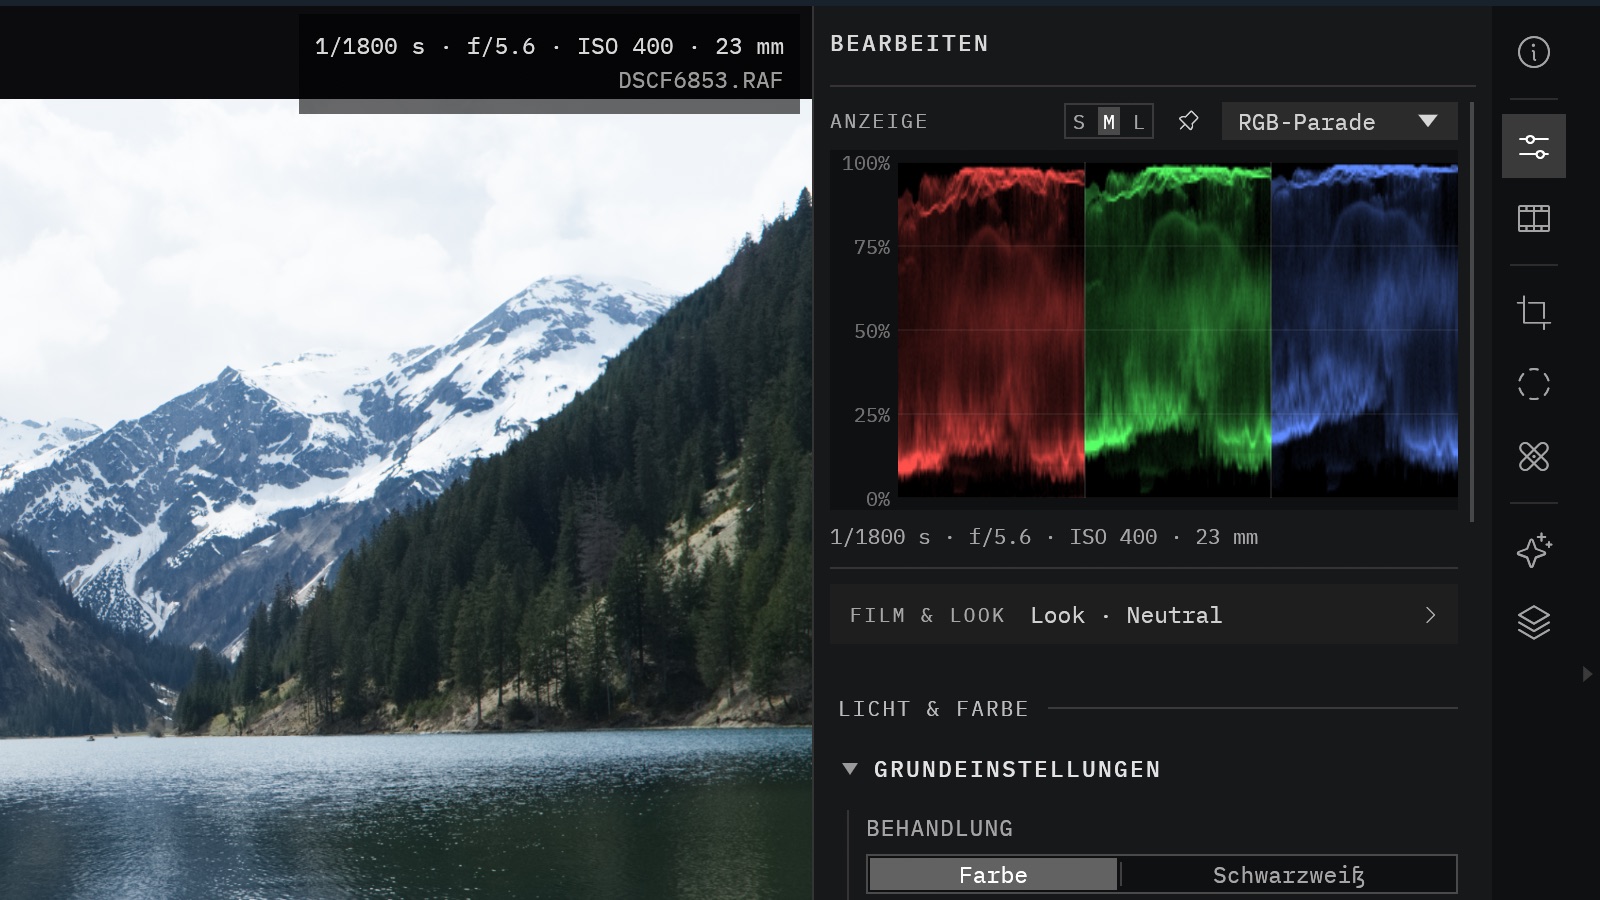 1/1800 s · f/5.6 · ISO 400 · 23 mm
DSCF6853.RAF
BEARBEITEN
ANZEIGE S M L RGB-Parade
100%
75%
50%
25%
0%
1/1800 s · f/5.6 · ISO 400 · 23 mm
FILM & LOOK Look · Neutral
LICHT & FARBE
GRUNDEINSTELLUNGEN
BEHANDLUNG
Farbe Schwarzweiß